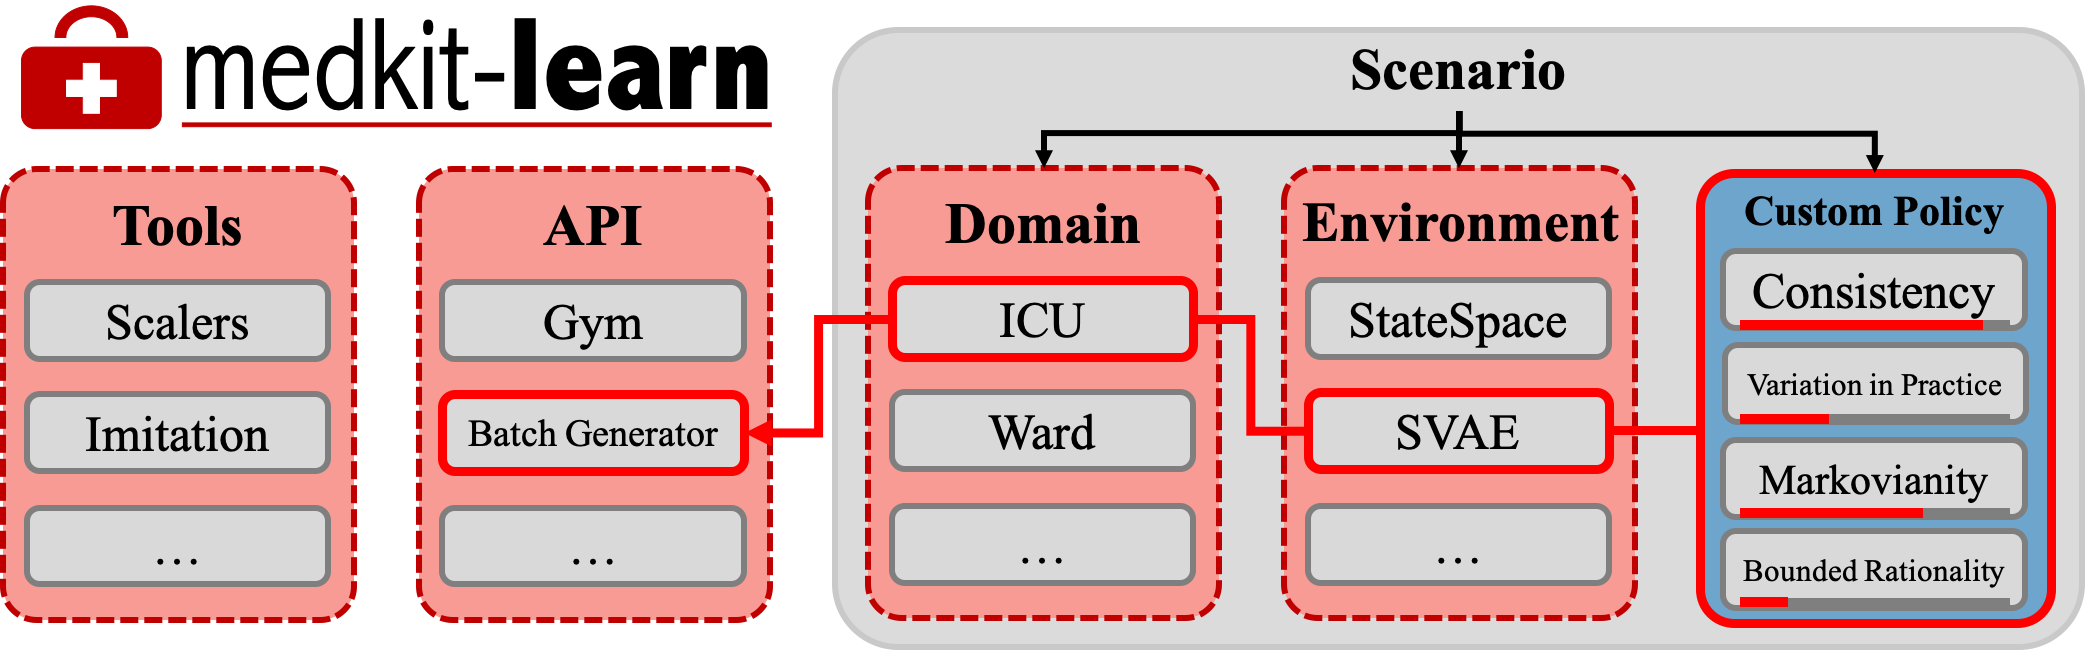 medkit-learn
Scenario
Tools
Scalers
Imitation
...
API
Gym
Batch Generator
...
Domain
ICU
Ward
...
Environment
StateSpace
SVAE
...
Custom Policy
Consistency
Variation in Practice
Markovianity
Bounded Rationality